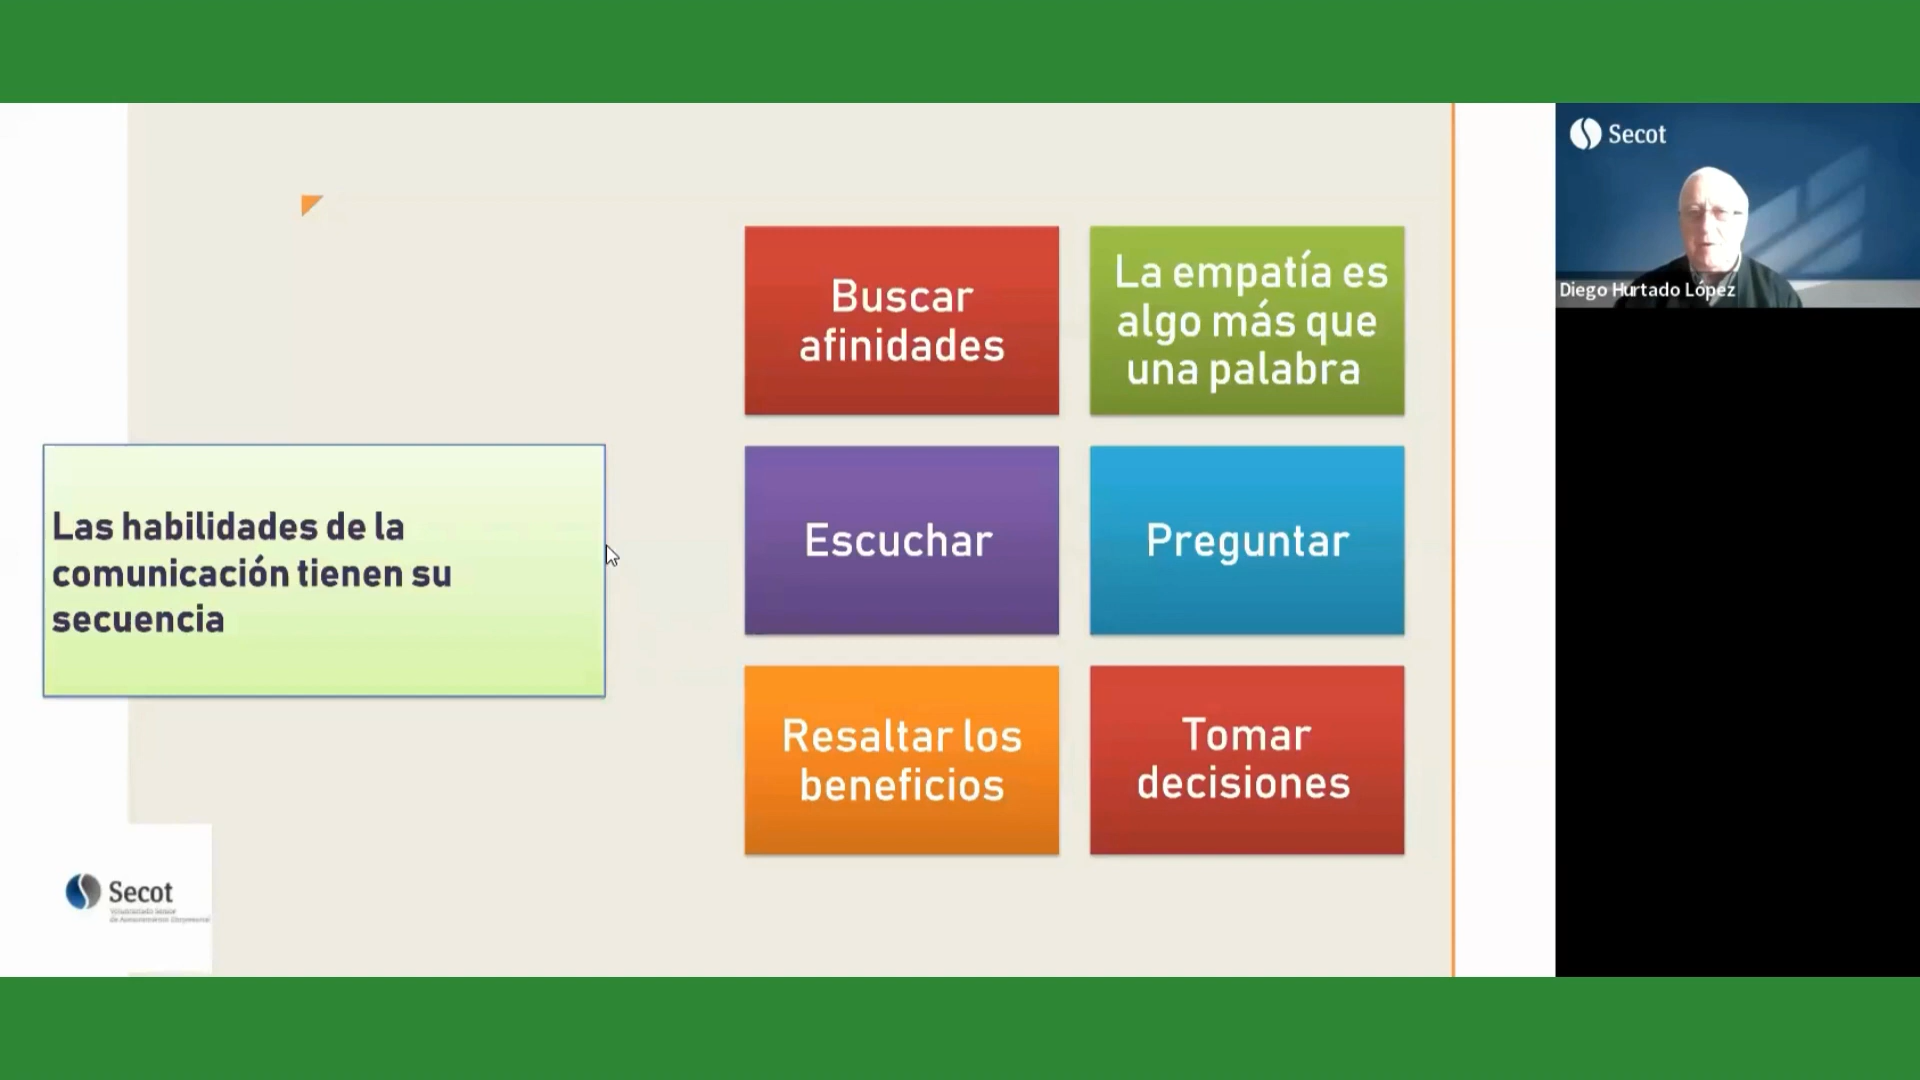 Secot
Diego Hurtado López
Buscar
afinidades
La empatía es
algo más que
una palabra
Las habilidades de la
comunicación tienen su
secuencia
Escuchar
Preguntar
Resaltar los
beneficios
Tomar
decisiones
Secot